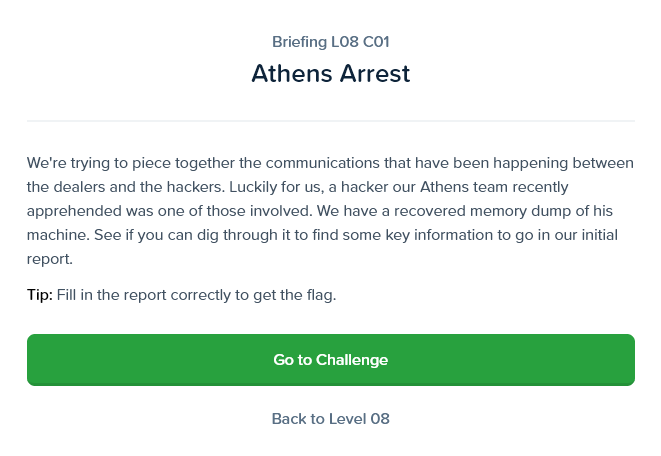 Briefing L08 C01
Athens Arrest
We're trying to piece together the communications that have been happening between
the dealers and the hackers. Luckily for us, a hacker our Athens team recently
apprehended was one of those involved. We have a recovered memory dump of his
machine. See if you can dig through it to find some key information to go in our initial
report.
Tip: Fill in the report correctly to get the flag.
Go to Challenge
Back to Level 08